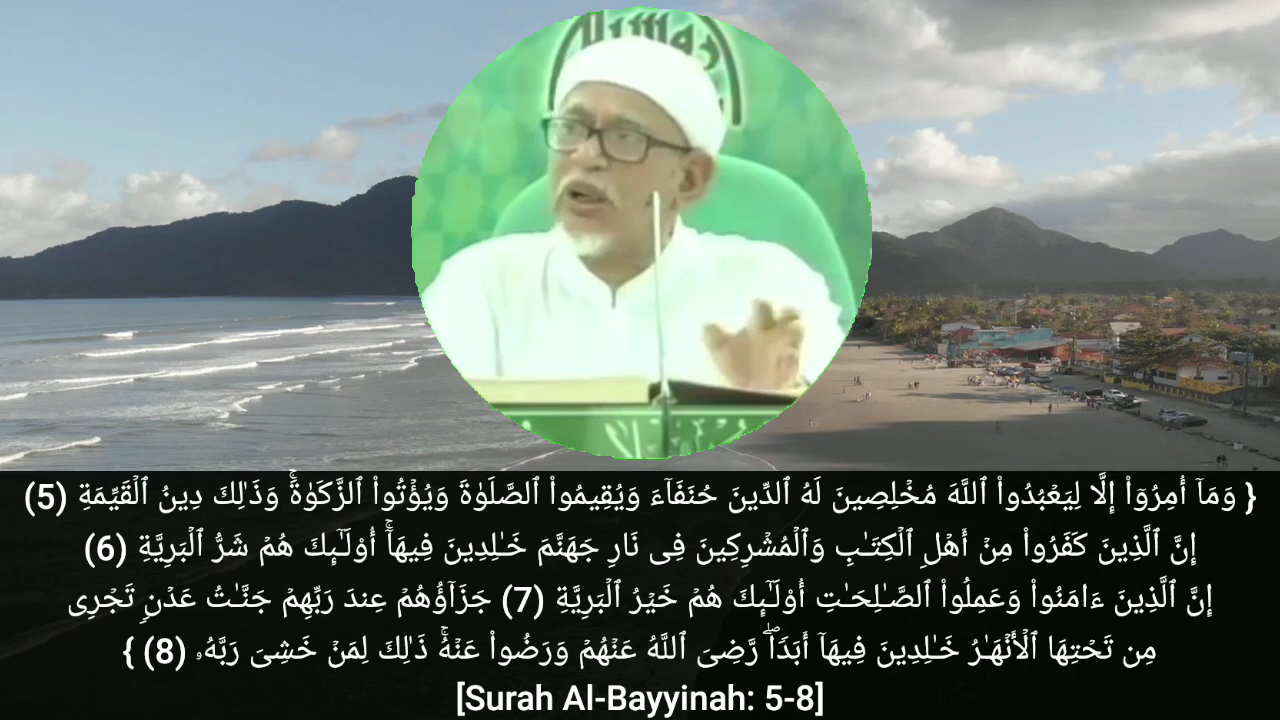 { وَمَآ أُمِرُوٓا۟ إِلَّا لِيَعْبُدُوا۟ ٱللَّهَ مُخْلِصِينَ لَهُ ٱلدِّينَ حُنَفَآءَ وَيُقِيمُوا۟ ٱلصَّلَوٰةَ وَيُؤْتُوا۟ ٱلزَّكَوٰةَۚ وَذَٰلِكَ دِينُ ٱلْقَيِّمَةِ (5)
إِنَّ ٱلَّذِينَ كَفَرُوا۟ مِنْ أَهْلِ ٱلْكِتَـٰبِ وَٱلْمُشْرِكِينَ فِى نَارِ جَهَنَّمَ خَـٰلِدِينَ فِيهَآۚ أُو۟لَـٰٓئِكَ هُمْ شَرُّ ٱلْبَرِيَّةِ (6)
إِنَّ ٱلَّذِينَ ءَامَنُوا۟ وَعَمِلُوا۟ ٱلصَّـٰلِحَـٰتِ أُو۟لَـٰٓئِكَ هُمْ خَيْرُ ٱلْبَرِيَّةِ (7) جَزَآؤُهُمْ عِندَ رَبِّهِمْ جَنَّـٰتُ عَدْنٍ تَجْرِى
مِن تَحْتِهَا ٱلْأَنْهَـٰرُ خَـٰلِدِينَ فِيهَآ أَبَدًاۖ رَّضِىَ ٱللَّهُ عَنْهُمْ وَرَضُوا۟ عَنْهُۚ ذَٰلِكَ لِمَنْ خَشِىَ رَبَّهُۥ (8) }
[Surah Al-Bayyinah: 5-8]